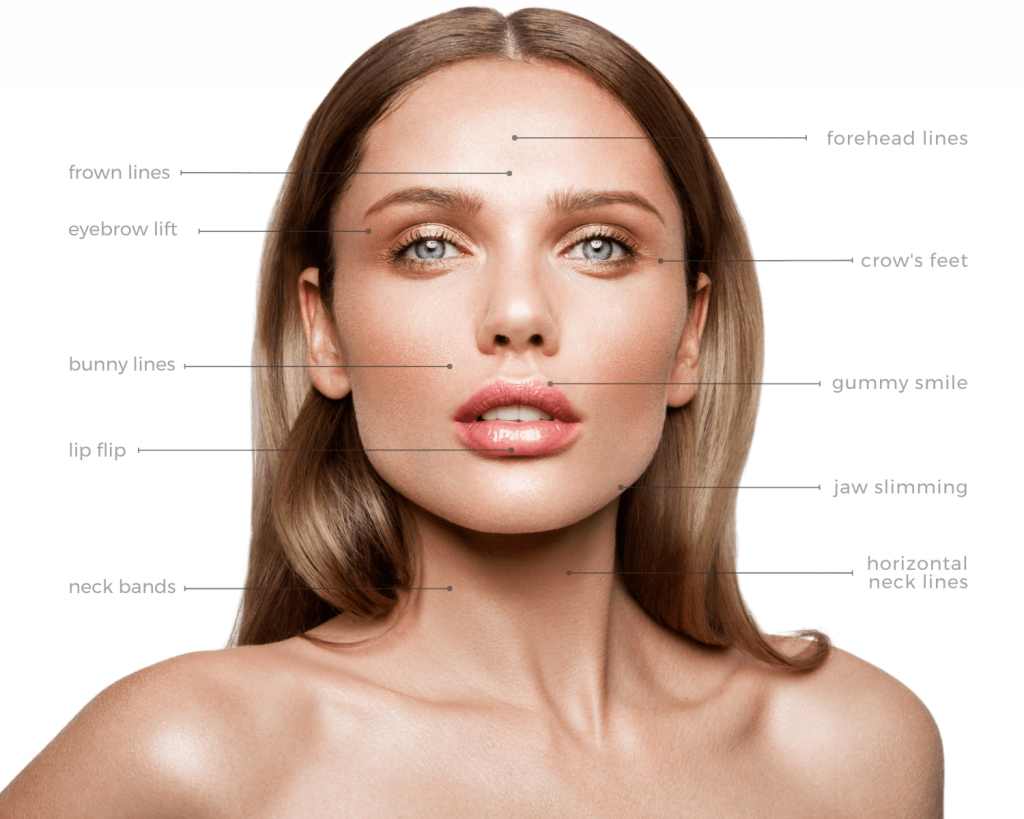 forehead lines
frown lines
eyebrow lift
crow's feet
bunny lines
gummy smile
lip flip
jaw slimming
horizontal
neck lines
neck bands